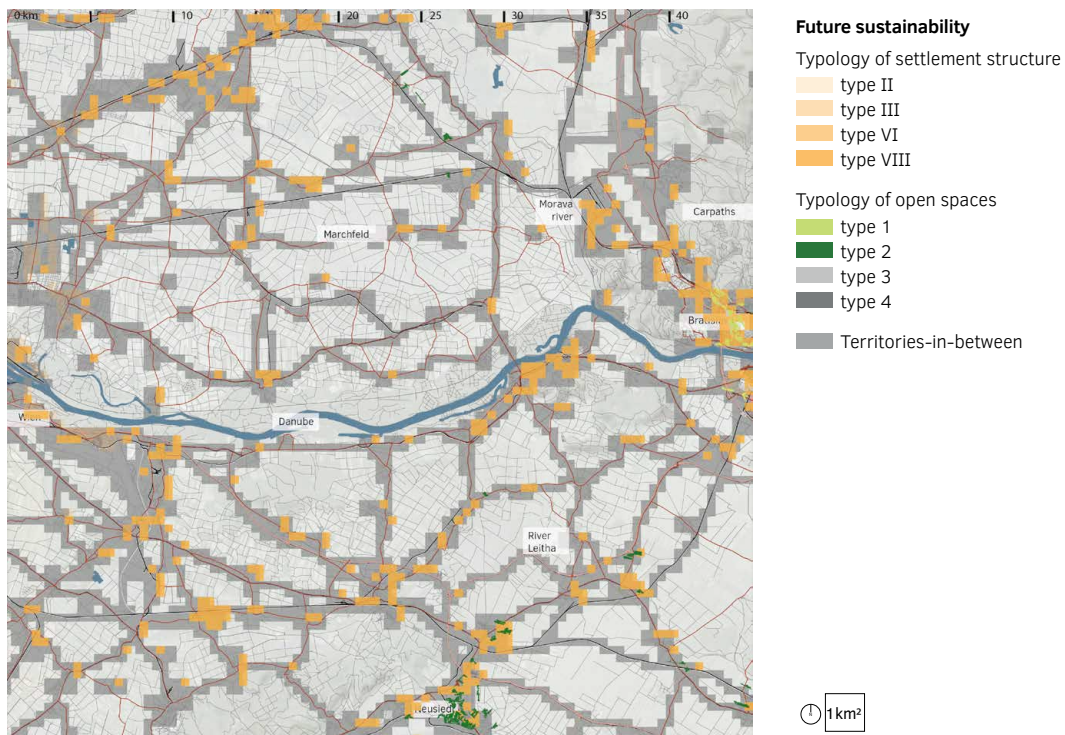 0 km 10 20 25 30 35 40
Future sustainability
Typology of settlement structure
type II
type III
type VI
type VIII
Typology of open spaces
type 1
type 2
type 3
type 4
Territories-in-between
Morava
river
Carpaths
Marchfeld
Danube
River
Leitha
1km²